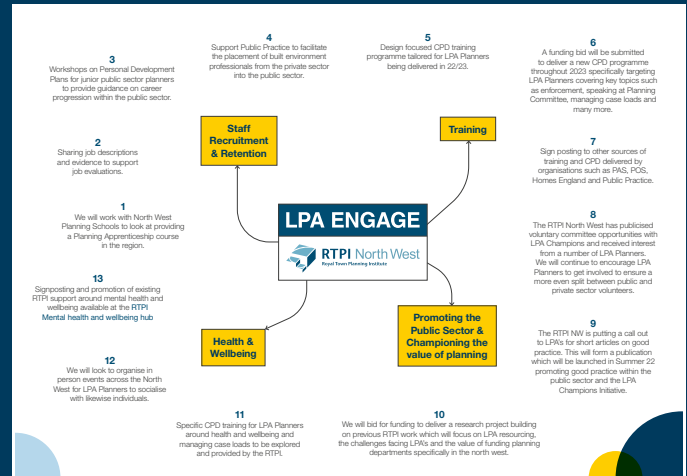 4
Support Public Practice to facilitate
the placement of built environment
professionals from the private sector
into the public sector.
5
Design focused CPD training
programme tailored for LPA Planners
being delivered in 22/23.
6
A funding bid will be submitted
to deliver a new CPD programme
throughout 2023 specifically targeting
LPA Planners covering key topics such
as enforcement, speaking at Planning
Committee, managing case loads and
many more.
3
Workshops on Personal Development
Plans for junior public sector planners
to provide guidance on career
progression within the public sector.
Staff
Recruitment
& Retention
Training
2
Sharing job descriptions
and evidence to support
job evaluations.
7
Sign posting to other sources of
training and CPD delivered by
organisations such as PAS, POS,
Homes England and Public Practice.
1
We will work with North West
Planning Schools to look at providing
a Planning Apprenticeship course
in the region.
LPA ENGAGE
RTPI North West
Royal Town Planning Institute
8
The RTPI North West has publicised
voluntary committee opportunities with
LPA Champions and received interest
from a number of LPA Planners.
We will continue to encourage LPA
Planners to get involved to ensure a
more even split between public and
private sector volunteers.
13
Signposting and promotion of existing
RTPI support around mental health and
wellbeing available at the RTPI
Mental health and wellbeing hub
Health &
Wellbeing
Promoting the
Public Sector &
Championing the
value of planning
9
The RTPI NW is putting a call out
to LPA's for short articles on good
practice. This will form a publication
which will be launched in Summer 22
promoting good practice within the
public sector and the LPA
Champions Initiative.
12
We will look to organise in
person events across the North
West for LPA Planners to socialise
with likewise individuals.
11
Specific CPD training for LPA Planners
around health and wellbeing and
managing case loads to be explored
and provided by the RTPI.
10
We will bid for funding to deliver a research project building
on previous RTPI work which will focus on LPA resourcing,
the challenges facing LPA's and the value of funding planning
departments specifically in the north west.